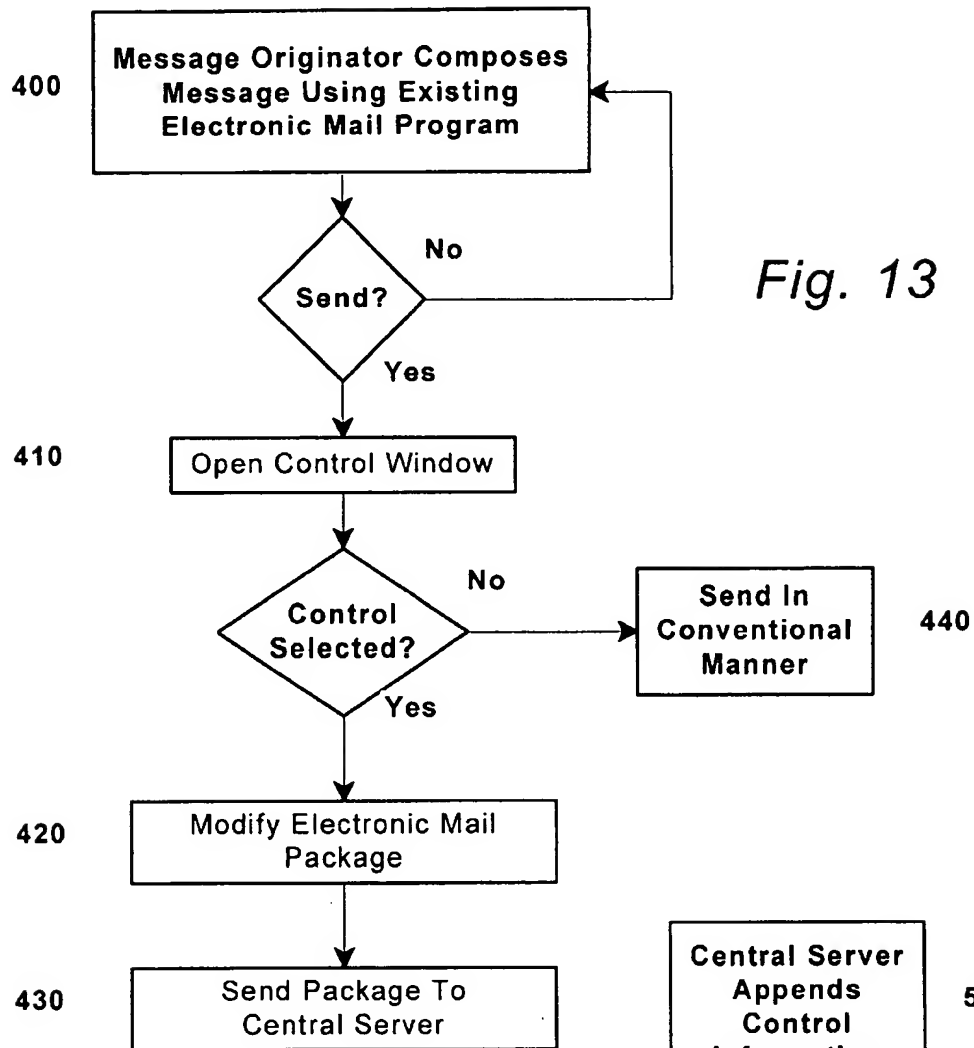 400
Message Originator Composes
Message Using Existing
Electronic Mail Program
No
Send?
Fig. 13
Yes
410
Open Control Window
No
Control
Selected?
Send In
Conventional
Manner
440
Yes
420
Modify Electronic Mail
Package
430
Send Package To
Central Server
Central Server
Appends
Control